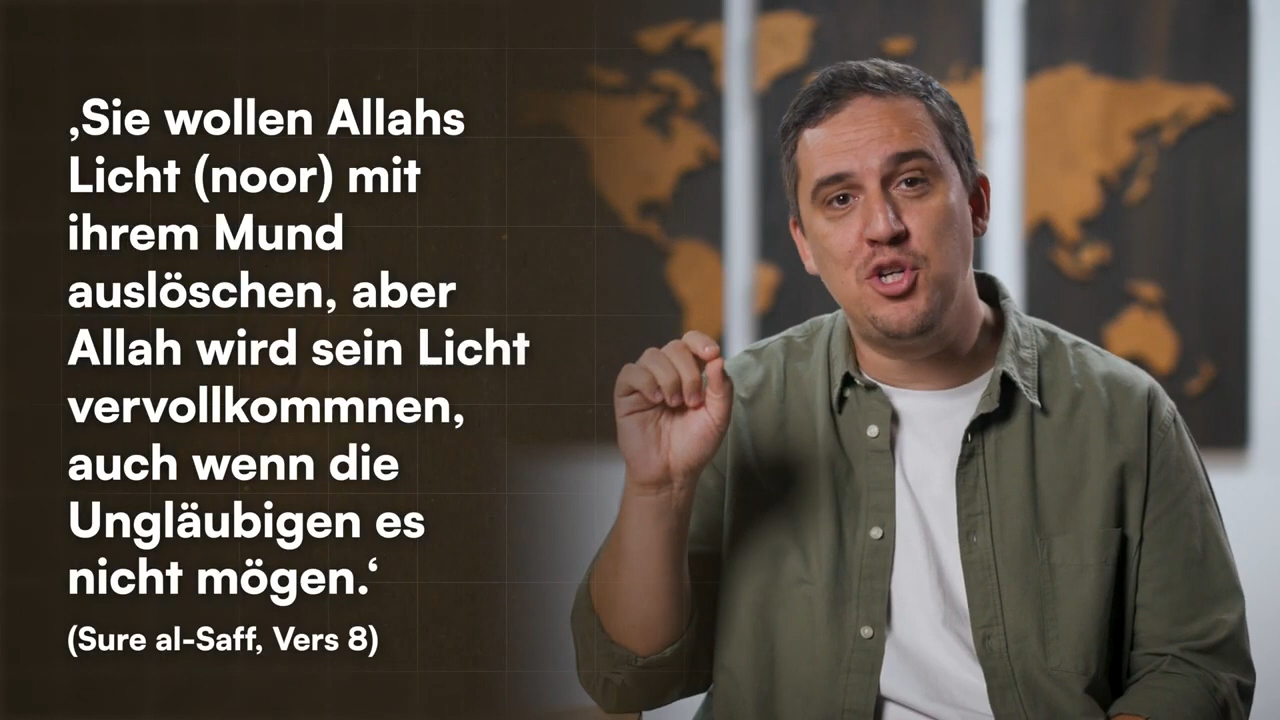 ‚Sie wollen Allahs
Licht (noor) mit
ihrem Mund
auslöschen, aber
Allah wird sein Licht
vervollkommnen,
auch wenn die
Ungläubigen es
nicht mögen.‘
(Sure al-Saff, Vers 8)